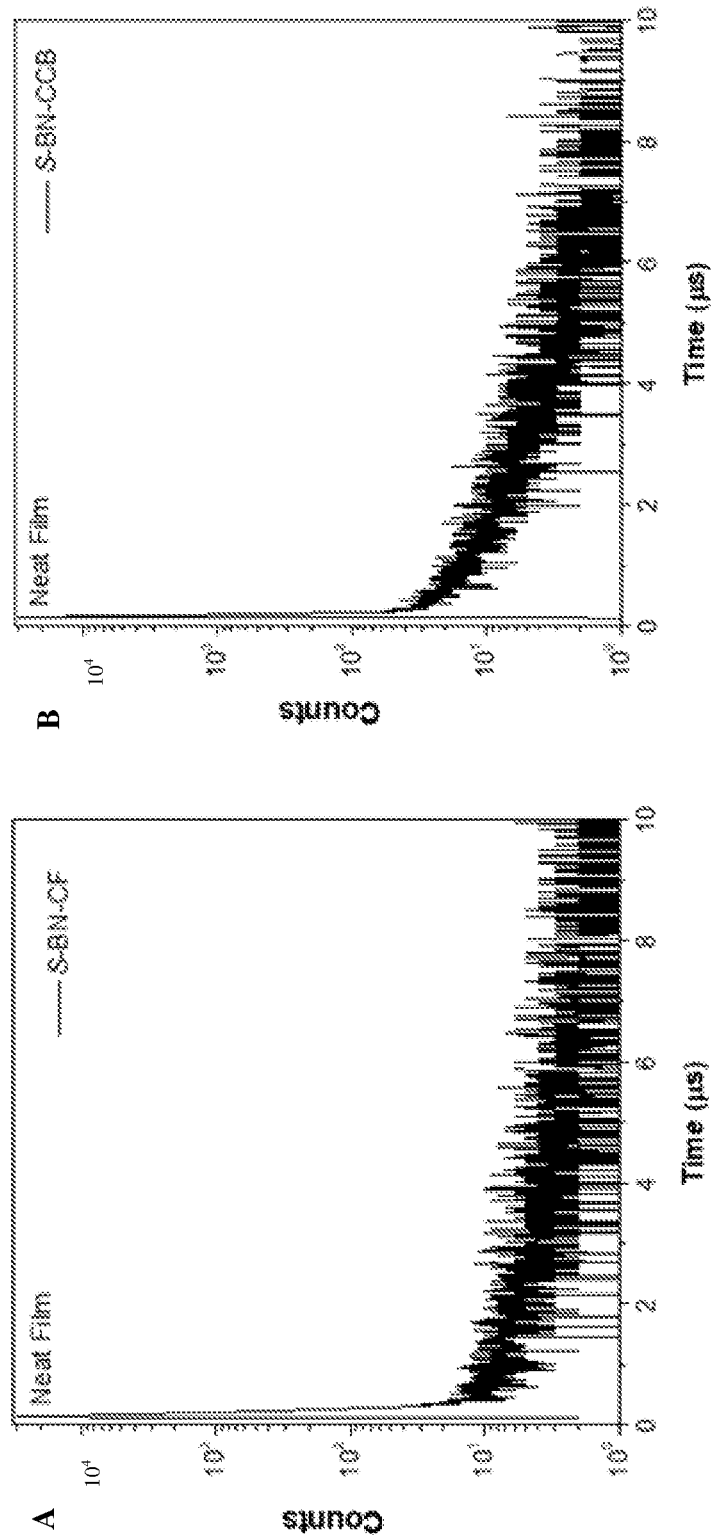 A
Neat Film
S-BN-CF
Counts
10⁴
10³
10²
10¹
10⁰
0 2 4 6 8 10
Time (µs)
B
Neat Film
S-BN-CCB
Counts
10⁴
10³
10²
10¹
10⁰
0 2 4 6 8 10
Time (µs)